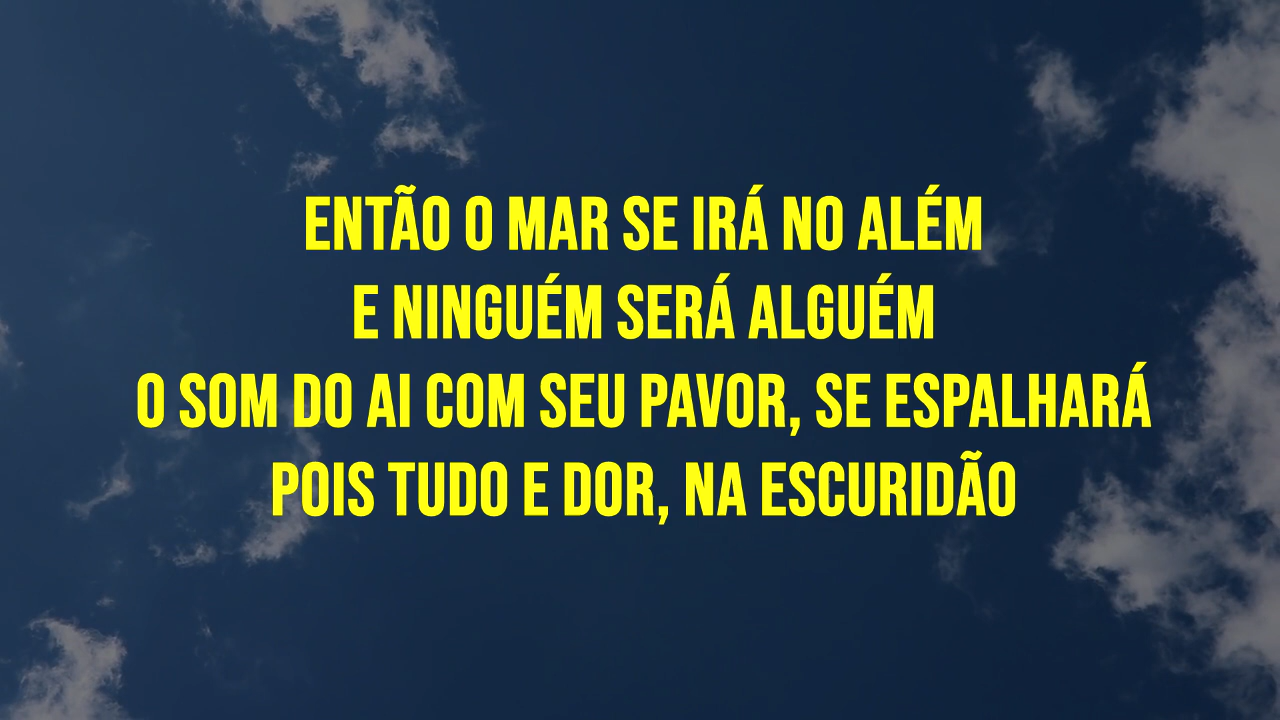 ENTÃO O MAR SE IRÁ NO ALÉM
E NINGUÉM SERÁ ALGUÉM
O SOM DO AI COM SEU PAVOR, SE ESPALHARÁ
POIS TUDO E DOR, NA ESCURIDÃO